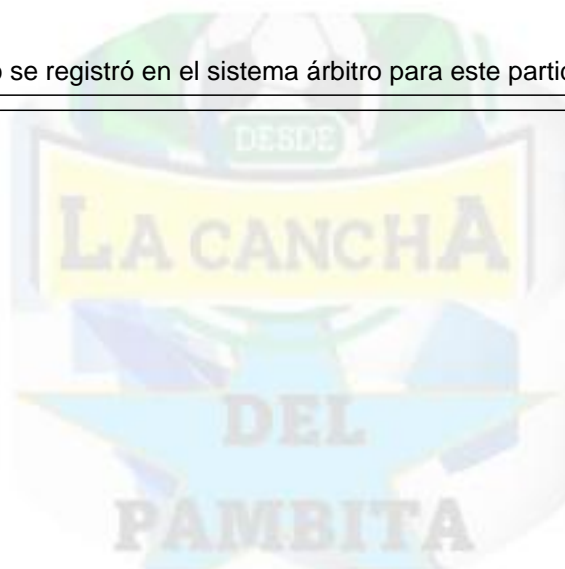 o se registró en el sistema árbitro para este partid
DESDE
LA CANCHA
DEL
PAMBITA